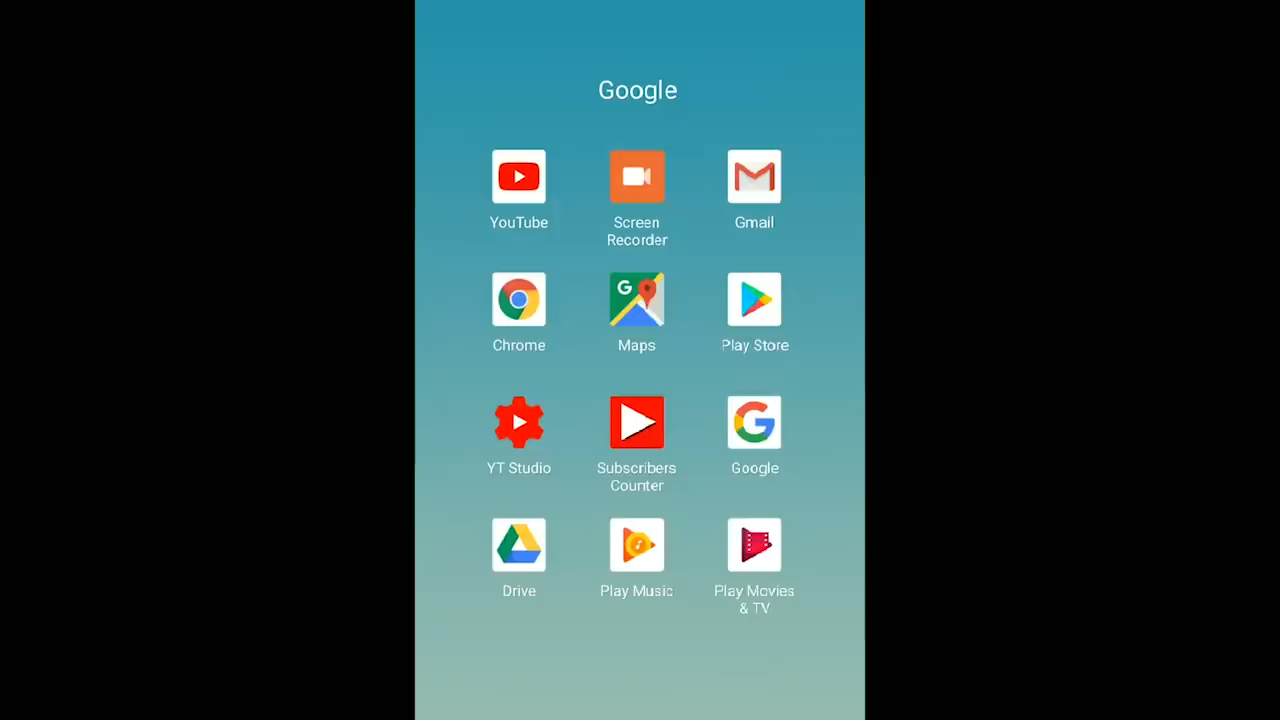 Google
YouTube
Screen
Recorder
Gmail
Chrome
G
Maps
Play Store
YT Studio
Subscribers
Counter
Google
Drive
Play Music
Play Movies
& TV